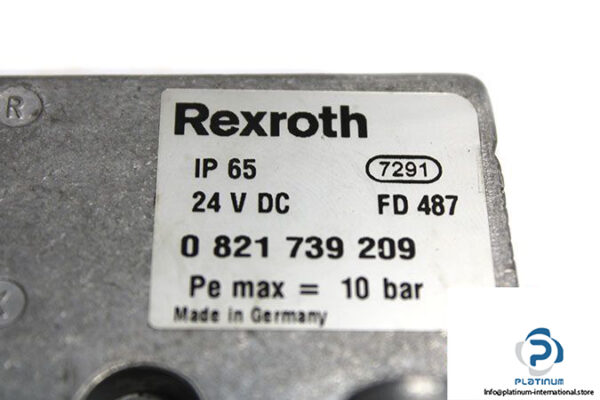 R
Rexroth
IP 65
7291
24 V DC
FD 487
0 821 739 209
Pe max = 10 bar
Made in Germany
PLATINUM
Info@platinum-international.store